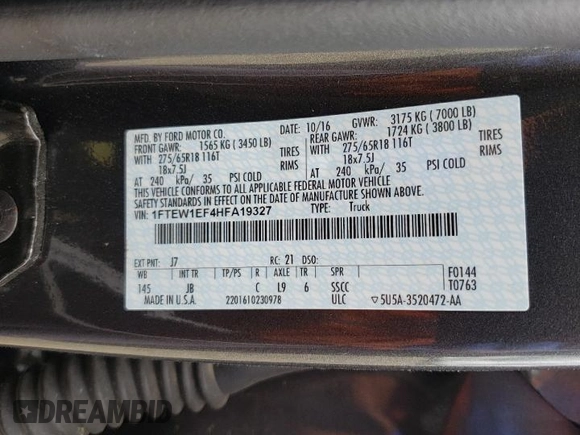 MFD. BY FORD MOTOR CO. 10/16 GVWR: 3175 KG ( 7000 LB)
FRONT GAWR: 1565 KG ( 3450 LB) REAR GAWR: 1724 KG ( 3800 LB)
WITH 275/65R18 116T TIRES WITH 275/65R18 116T TIRES
18x7.5J RIMS 18x7.5J RIMS
AT 240 kPa/ 35 PSI COLD AT 240 kPa/ 35 PSI COLD
THIS VEHICLE CONFORMS TO ALL APPLICABLE FEDERAL MOTOR VEHICLE
SAFETY STANDARDS IN EFFECT ON THE DATE OF MANUFACTURE SHOWN ABOVE.
VIN: 1FTEW1EF4HFA19327 TYPE: Truck
EXT PNT: J7 RC: 21 DSO: F0144
WB INT TR TP/PS R AXLE TR SPR T0763
145 JB C L9 6 SSCC
MADE IN U.S.A. 2201610230978 ULC 5U5A-3520472-AA
DREAMBID